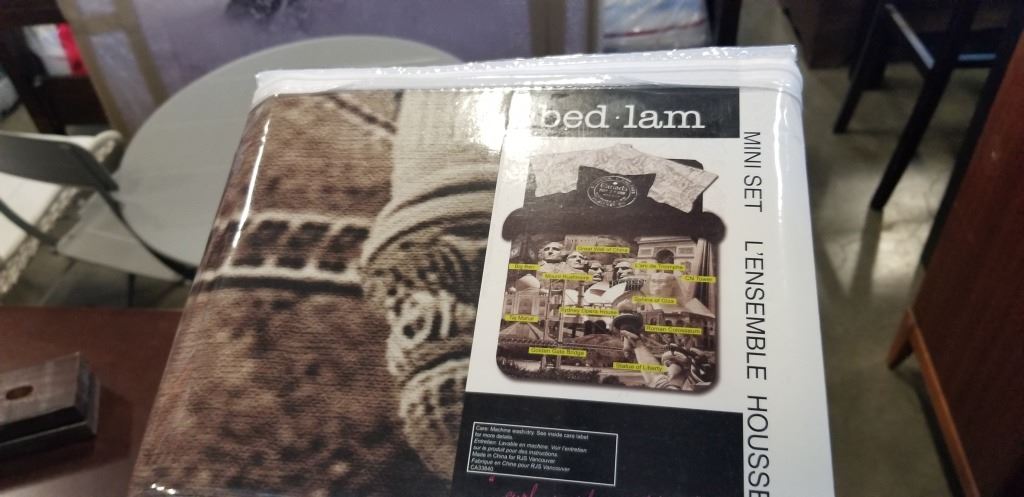 bed·lam
MINI SET L'ENSEMBLE HOUSSE
Canada
Great Wall of China
Big Ben
L'arc de Triomphe
Mount Rushmore
CN Tower
Sphinx of Giza
Sydney Opera House
Taj Mahal
Roman Colosseum
Golden Gate Bridge
Statue of Liberty
Care: Machine wash/dry. See inside care label
for more details.
Entretien: Lavable en machine. Voir l'entretien
sur le produit pour des instructions.
Made in China for RJS Vancouver
Fabriqué en Chine pour RJS Vancouver
CA33840